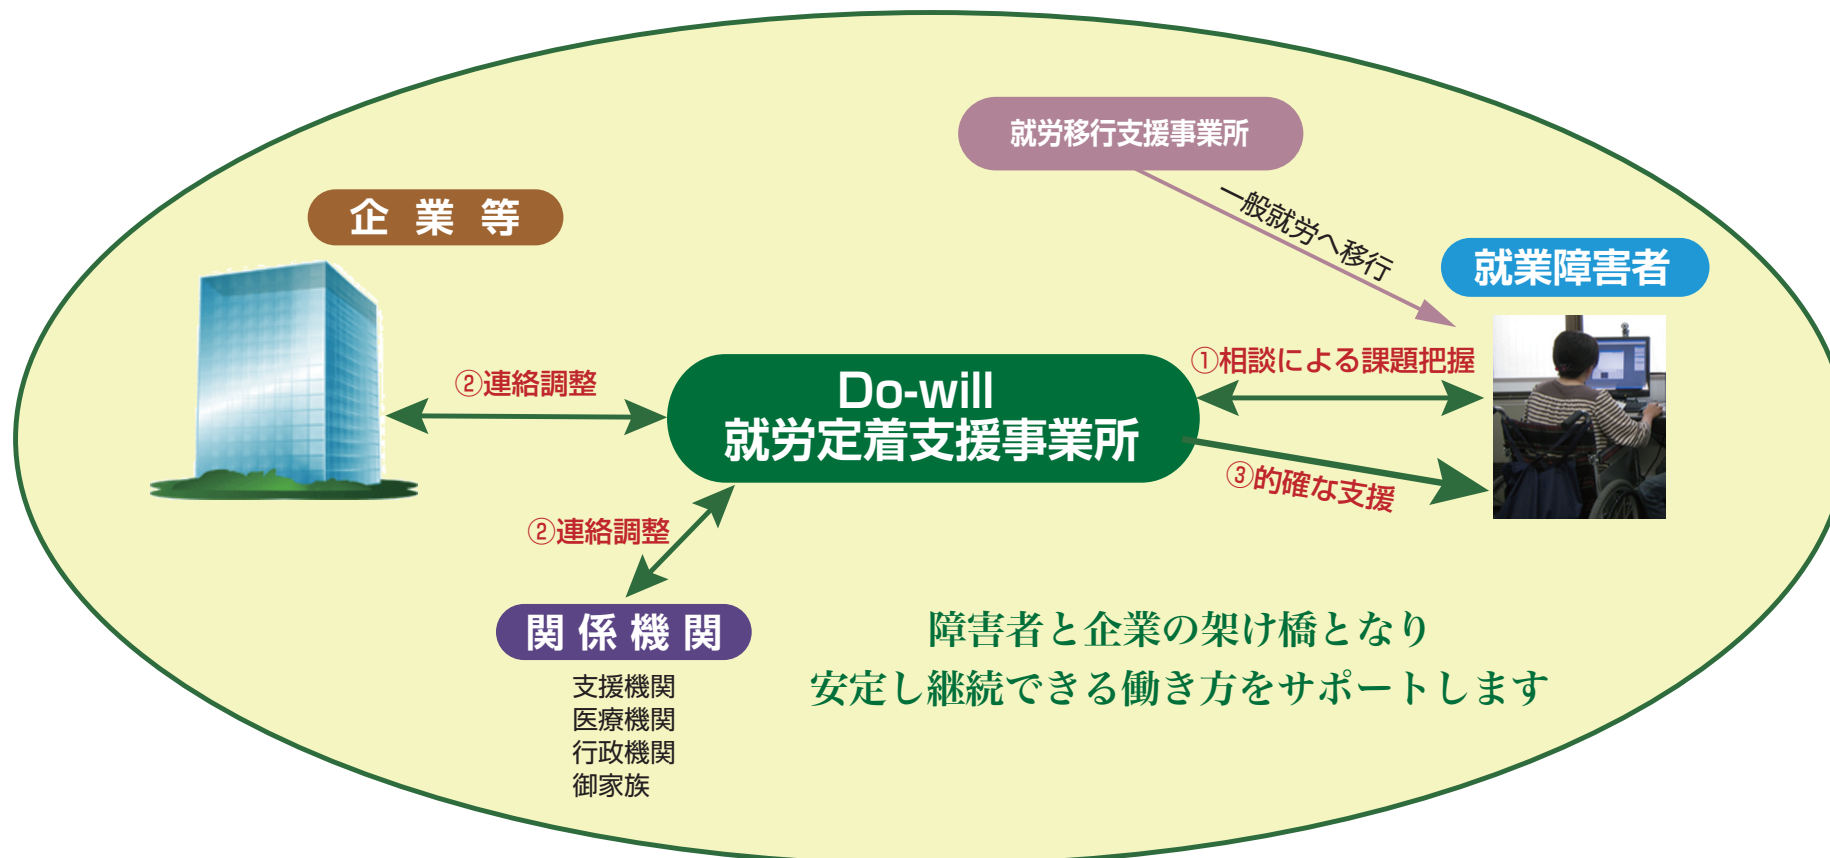 就労移行支援事業所
一般就労へ移行
企業等
就業障害者
①相談による課題把握
②連絡調整
Do-will
就労定着支援事業所
③的確な支援
②連絡調整
関係機関
支援機関
医療機関
行政機関
御家族
障害者と企業の架け橋となり
安定し継続できる働き方をサポートします